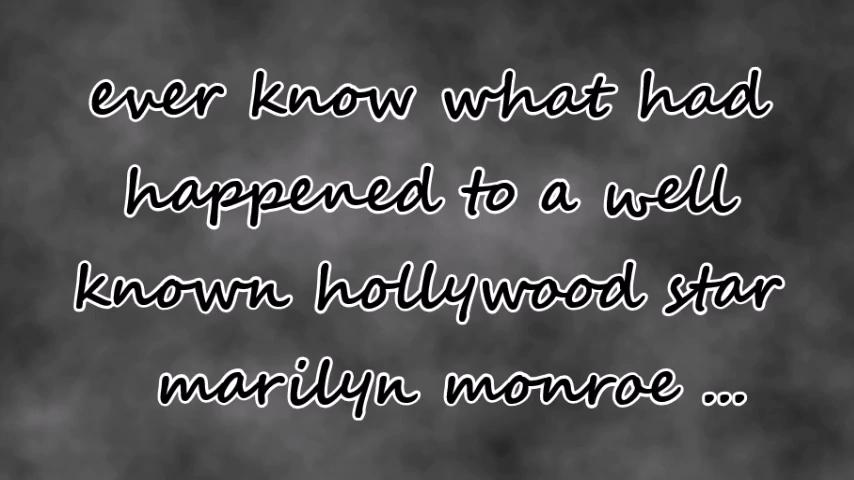 ever know what had
happened to a well
known hollywood star
marilyn monroe ...